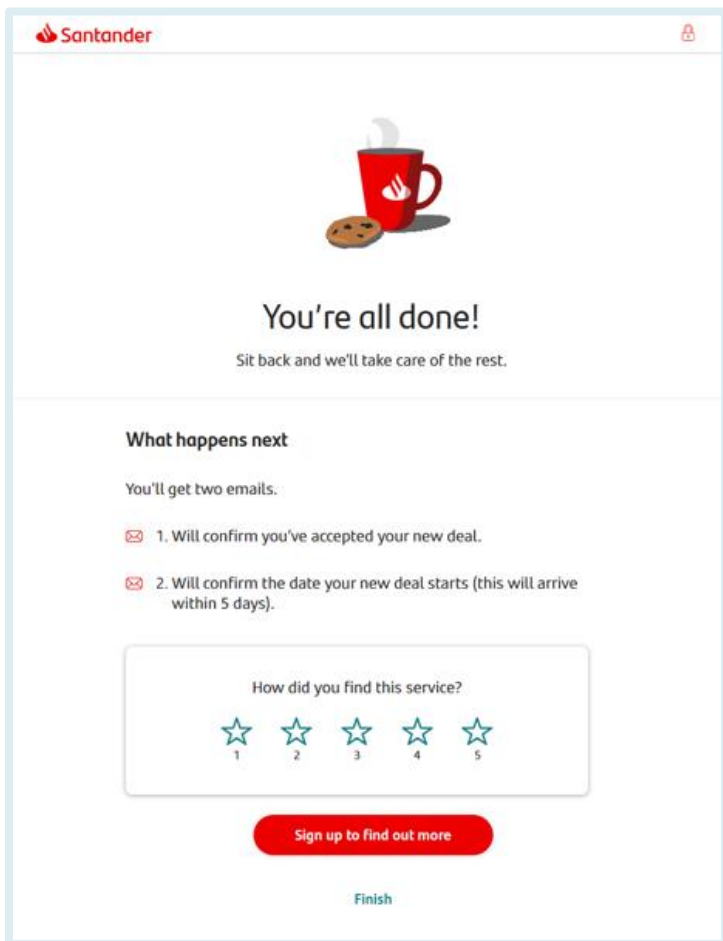 Santander
You're all done!
Sit back and we'll take care of the rest.
What happens next
You'll get two emails.
1. Will confirm you've accepted your new deal.
2. Will confirm the date your new deal starts (this will arrive
within 5 days).
How did you find this service?
1 2 3 4 5
Sign up to find out more
Finish